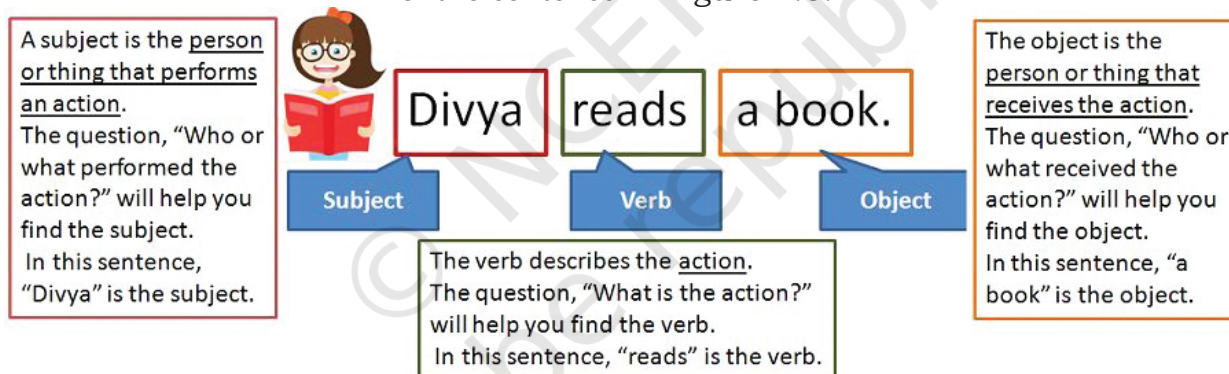 A subject is the person
or thing that performs
an action.
The question, “Who or
what performed the
action?” will help you
find the subject.
In this sentence,
“Divya” is the subject.
Divya reads a book.
Subject Verb Object
The verb describes the action.
The question, “What is the action?”
will help you find the verb.
In this sentence, “reads” is the verb.
The object is the
person or thing that
receives the action.
The question, “Who or
what received the
action?” will help you
find the object.
In this sentence, “a
book” is the object.